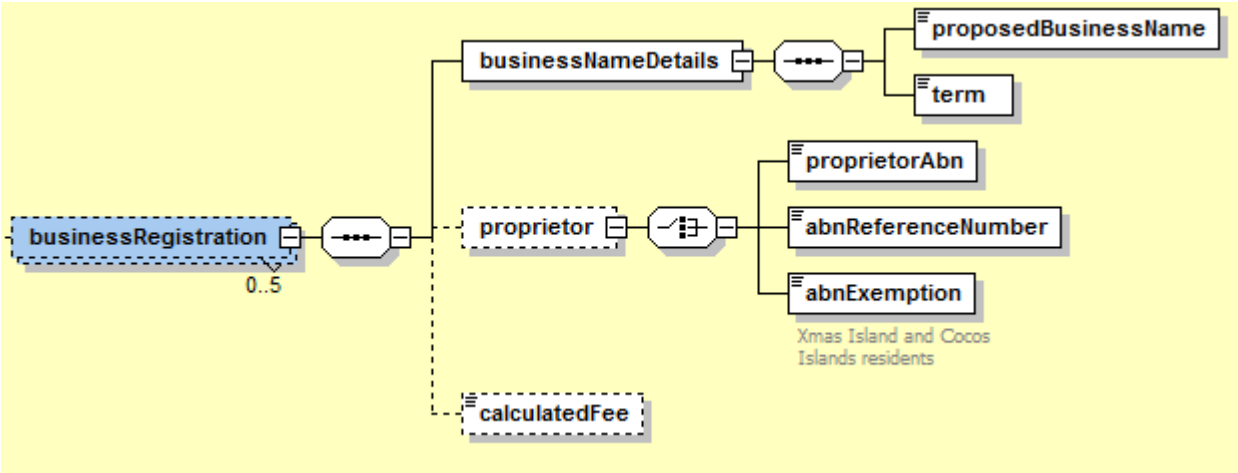 proposedBusinessName
businessNameDetails
term
proprietorAbn
proprietor
abnReferenceNumber
businessRegistration
0..5
abnExemption
Xmas Island and Cocos
Islands residents
calculatedFee